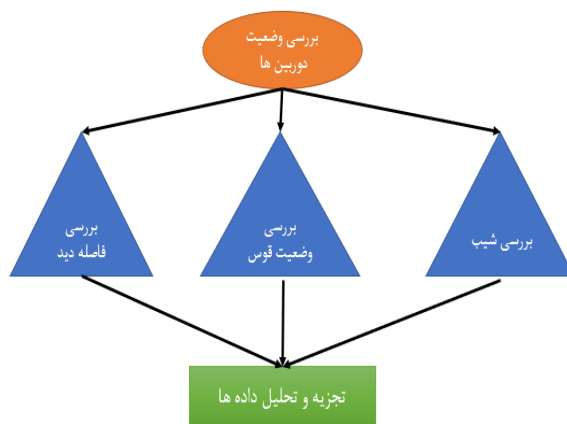 بررسی وضعیت
دوربین ها
بررسی شیب
بررسی
وضعیت قوس
بررسی
فاصله دید
تجزیه و تحلیل داده ها